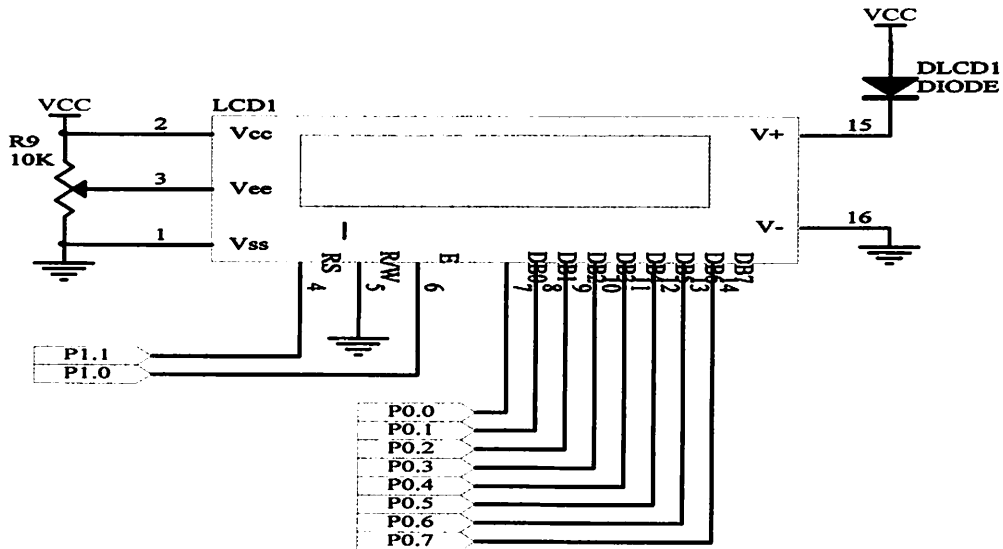 VCC
DLCD1
DIODE
VCC
LCD1
R9
10K
2
Vcc
V+
15
3
Vee
1
Vss
V-
16
RS
R/W
E
DB0
DB1
DB2
DB3
DB4
DB5
DB6
DB7
4
5
6
7
8
9
10
11
12
13
14
P1.1
P1.0
P0.0
P0.1
P0.2
P0.3
P0.4
P0.5
P0.6
P0.7